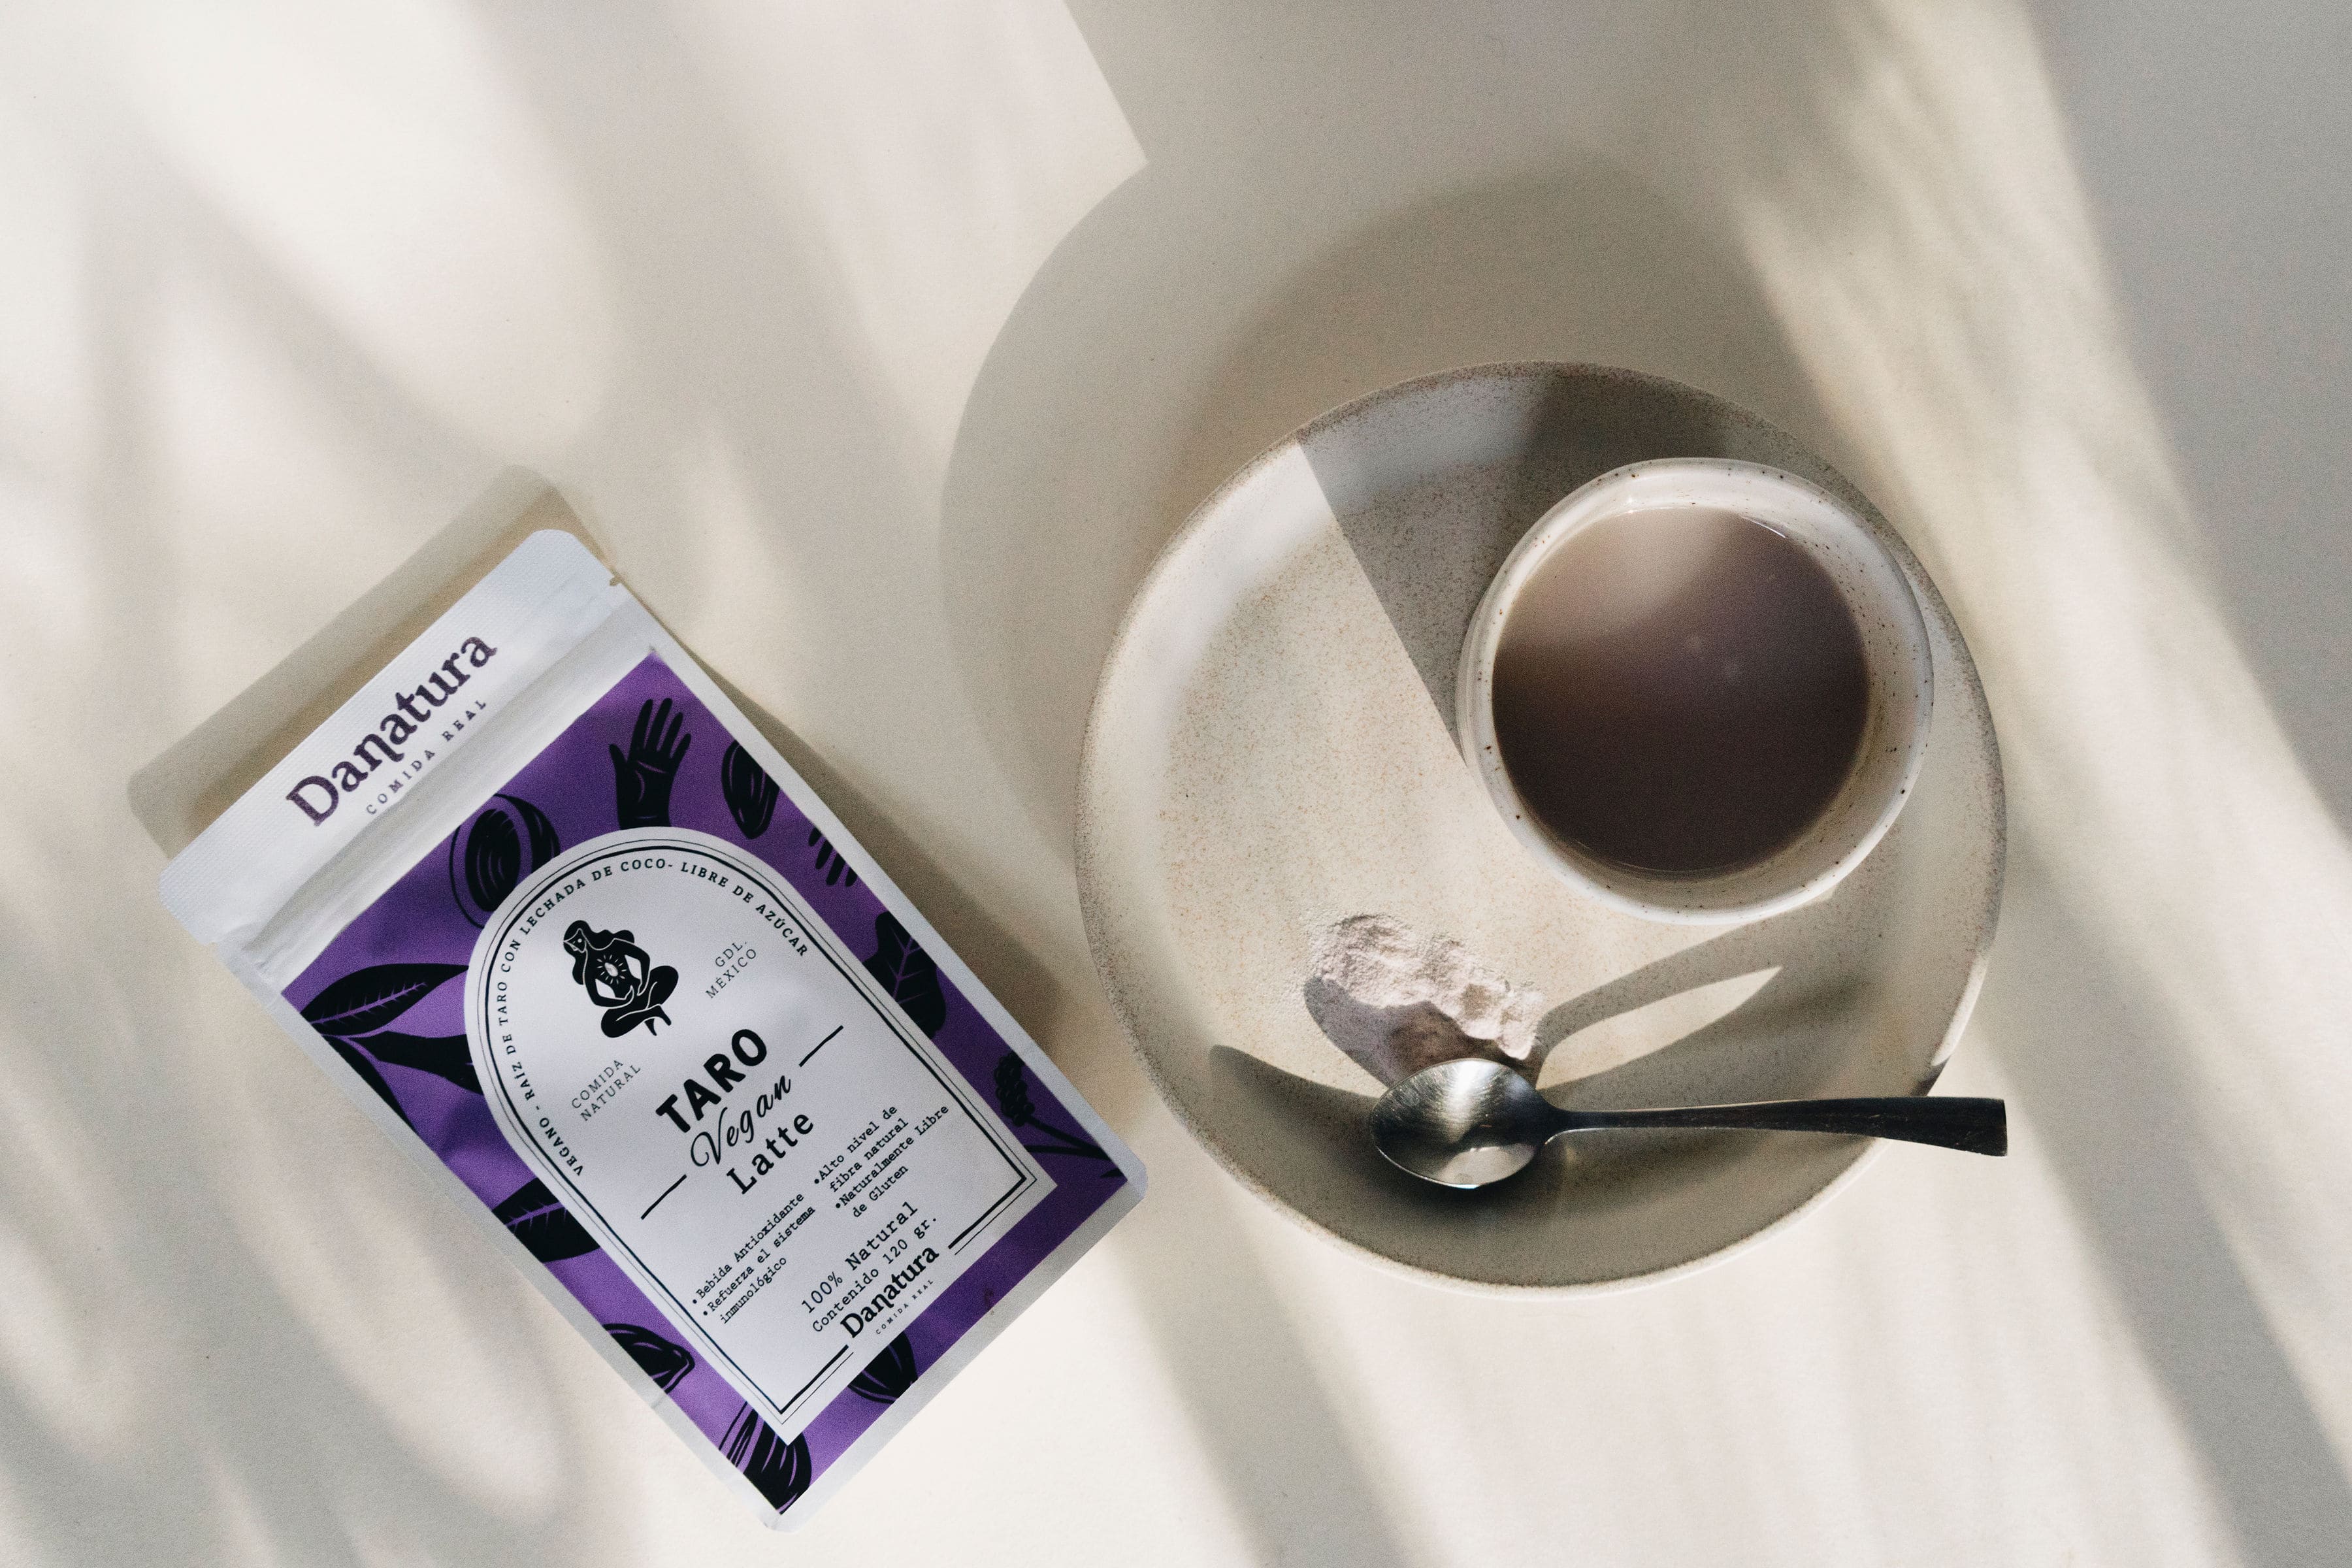 Danatura
COMIDA REAL
VEGANO - RAÍZ DE TARO CON LECHADA DE COCO- LIBRE DE AZÚCAR
GDL.
MÉXICO
COMIDA
NATURAL
TARO
Vegan
Latte
•Bebida Antioxidante
•Refuerza el sistema
inmunológico
•Alto nivel de
fibra natural
•Naturalmente Libre
de Gluten
100% Natural
Contenido 120 gr.
Danatura
COMIDA REAL